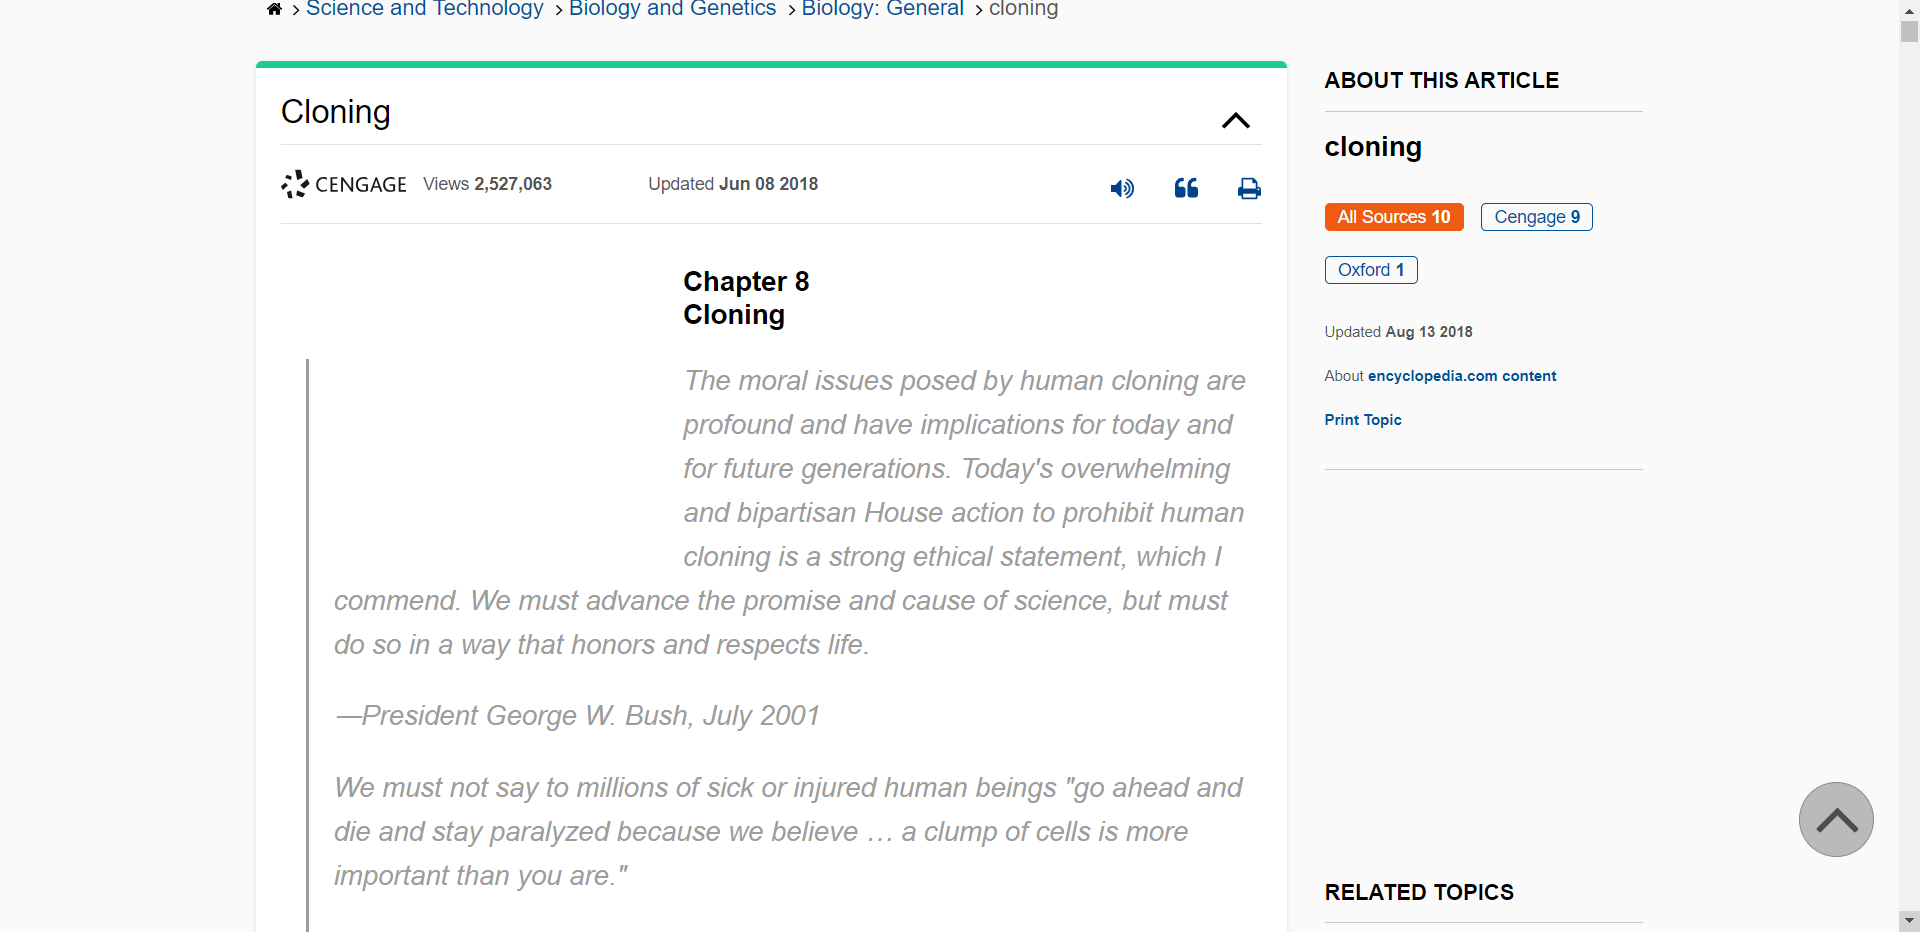 Science and Technology > Biology and Genetics > Biology: General > cloning
Cloning
CENGAGE Views 2,527,063 Updated Jun 08 2018
Chapter 8
Cloning
The moral issues posed by human cloning are
profound and have implications for today and
for future generations. Today's overwhelming
and bipartisan House action to prohibit human
cloning is a strong ethical statement, which I
commend. We must advance the promise and cause of science, but must
do so in a way that honors and respects life.
—President George W. Bush, July 2001
We must not say to millions of sick or injured human beings "go ahead and
die and stay paralyzed because we believe … a clump of cells is more
important than you are."
ABOUT THIS ARTICLE
cloning
All Sources 10 Cengage 9
Oxford 1
Updated Aug 13 2018
About encyclopedia.com content
Print Topic
RELATED TOPICS